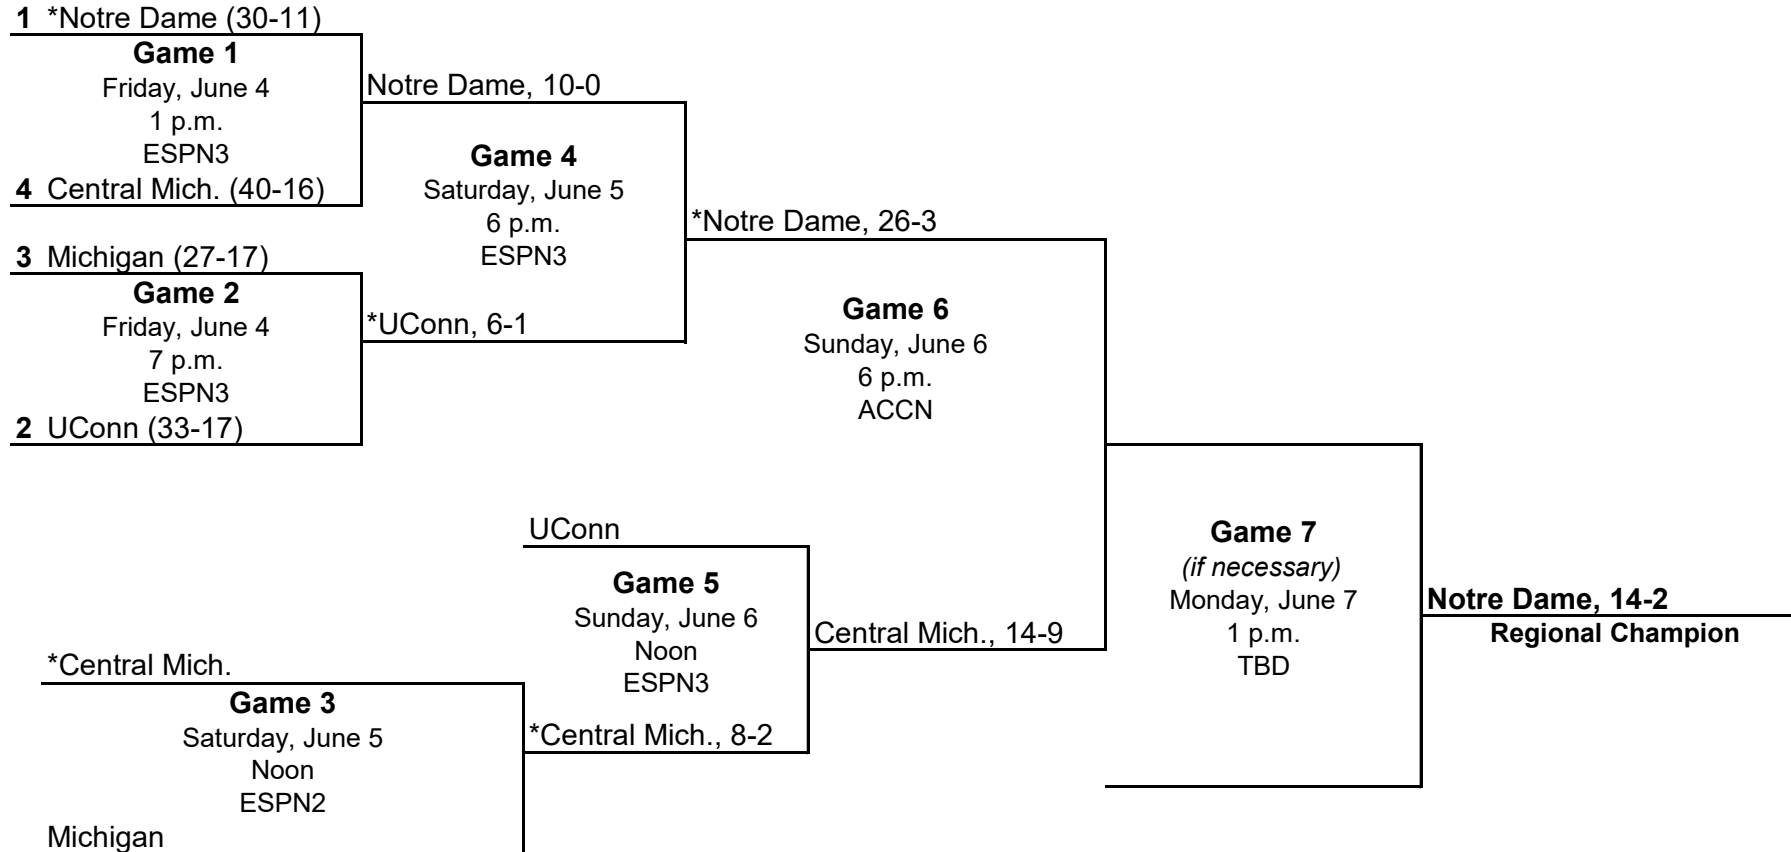 1 *Notre Dame (30-11)
Game 1
Friday, June 4
1 p.m.
ESPN3
4 Central Mich. (40-16)
Notre Dame, 10-0
3 Michigan (27-17)
Game 2
Friday, June 4
7 p.m.
ESPN3
2 UConn (33-17)
*UConn, 6-1
Game 4
Saturday, June 5
6 p.m.
ESPN3
*Notre Dame, 26-3
Game 6
Sunday, June 6
6 p.m.
ACCN
UConn
Game 5
Sunday, June 6
Noon
ESPN3
*Central Mich.
Game 3
Saturday, June 5
Noon
ESPN2
Michigan
*Central Mich., 8-2
Central Mich., 14-9
Game 7
(if necessary)
Monday, June 7
1 p.m.
TBD
Notre Dame, 14-2
Regional Champion